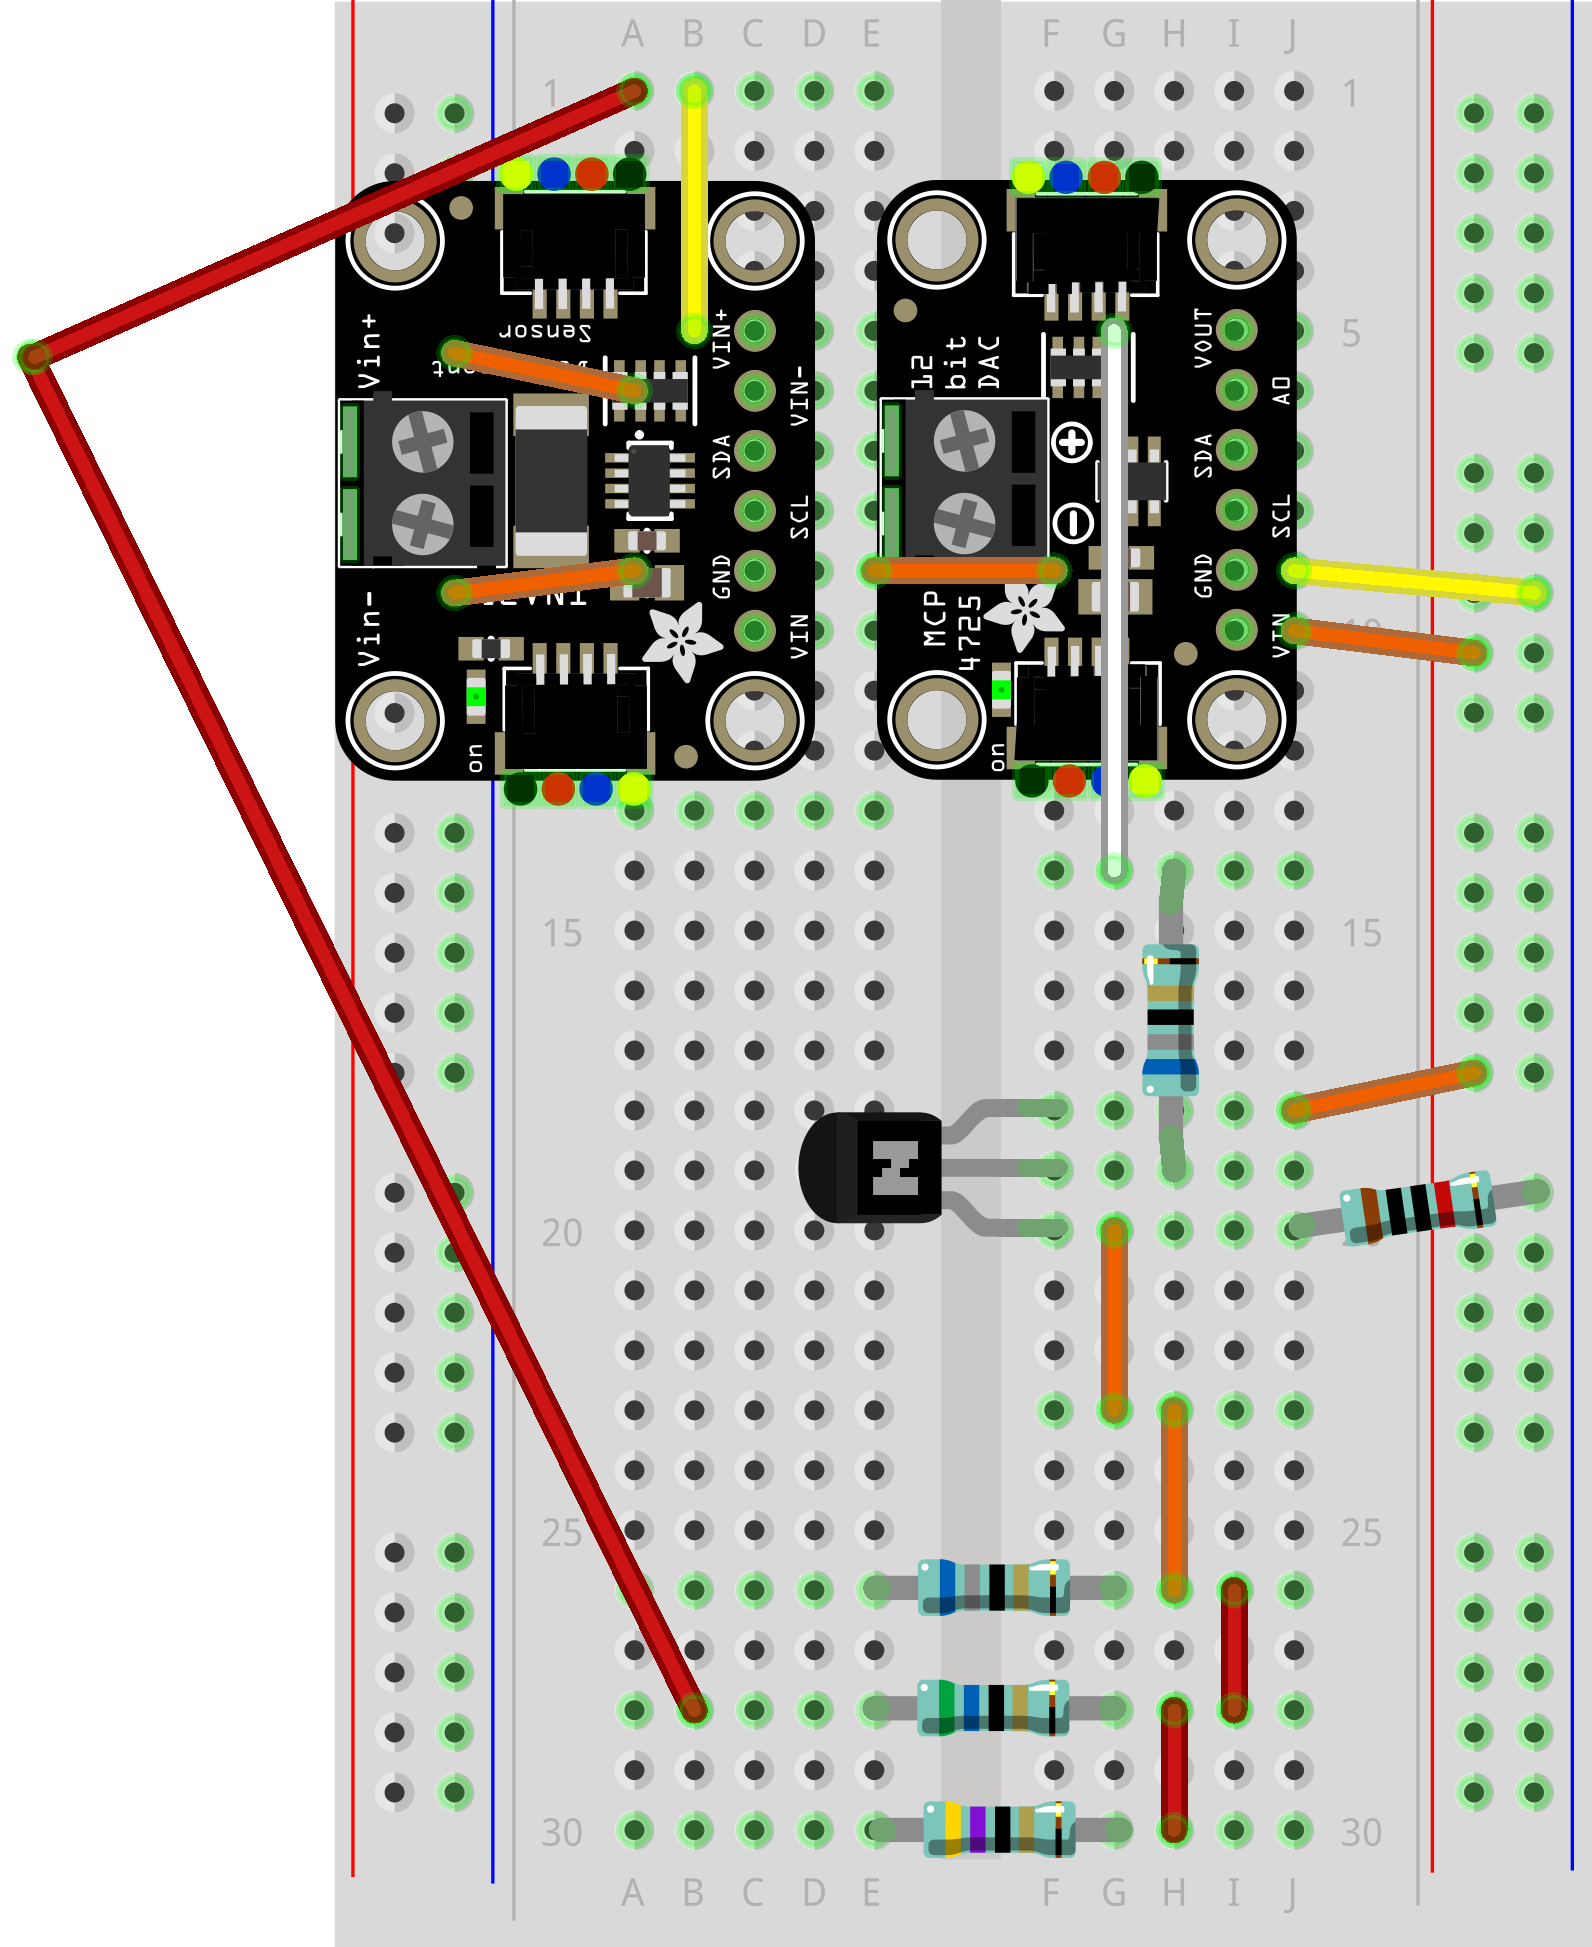 A B C D E F G H I J
1 1
Vin+
Sensor
VIN+
VIN-
SDA
SCL
GND
VIN
Vin-
on
12
bit
DAC
VOUT
A0
SDA
SCL
GND
VIN
MCP
4725
on
5
15 15
20
25 25
30 30
A B C D E F G H I J